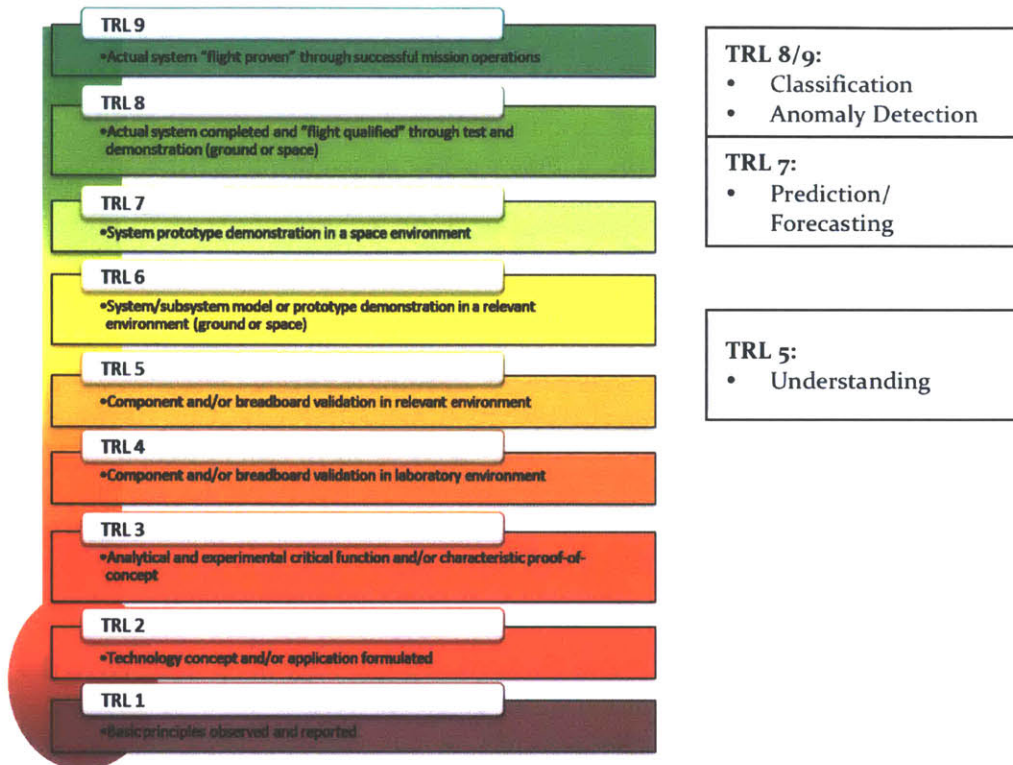 TRL 9
•Actual system "flight proven" through successful mission operations
TRL 8
•Actual system completed and "flight qualified" through test and
demonstration (ground or space)
TRL 7
•System prototype demonstration in a space environment
TRL 6
•System/subsystem model or prototype demonstration in a relevant
environment (ground or space)
TRL 5
•Component and/or breadboard validation in relevant environment
TRL 4
•Component and/or breadboard validation in laboratory environment
TRL 3
•Analytical and experimental critical function and/or characteristic proof-of-
concept
TRL 2
•Technology concept and/or application formulated
TRL 1
•Basic principles observed and reported
TRL 8/9:
• Classification
• Anomaly Detection
TRL 7:
• Prediction/
Forecasting
TRL 5:
• Understanding